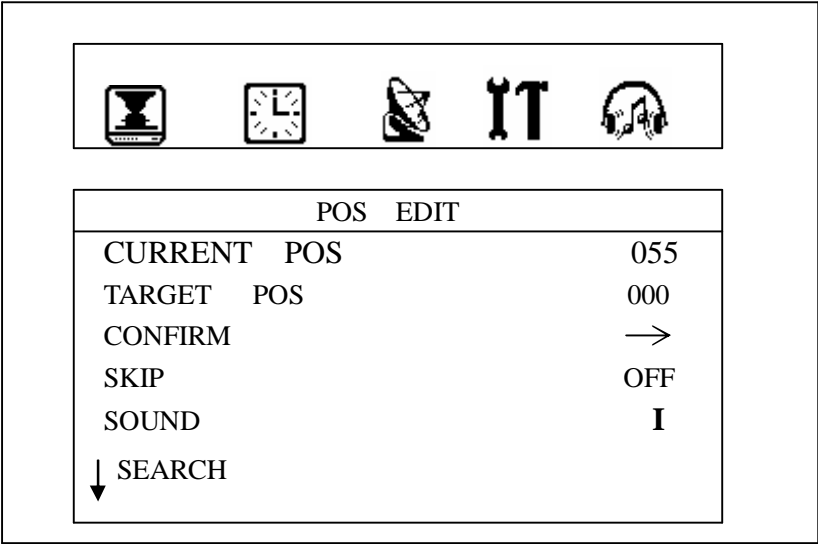 POS EDIT
CURRENT POS 055
TARGET POS 000
CONFIRM →
SKIP OFF
SOUND I
↓ SEARCH